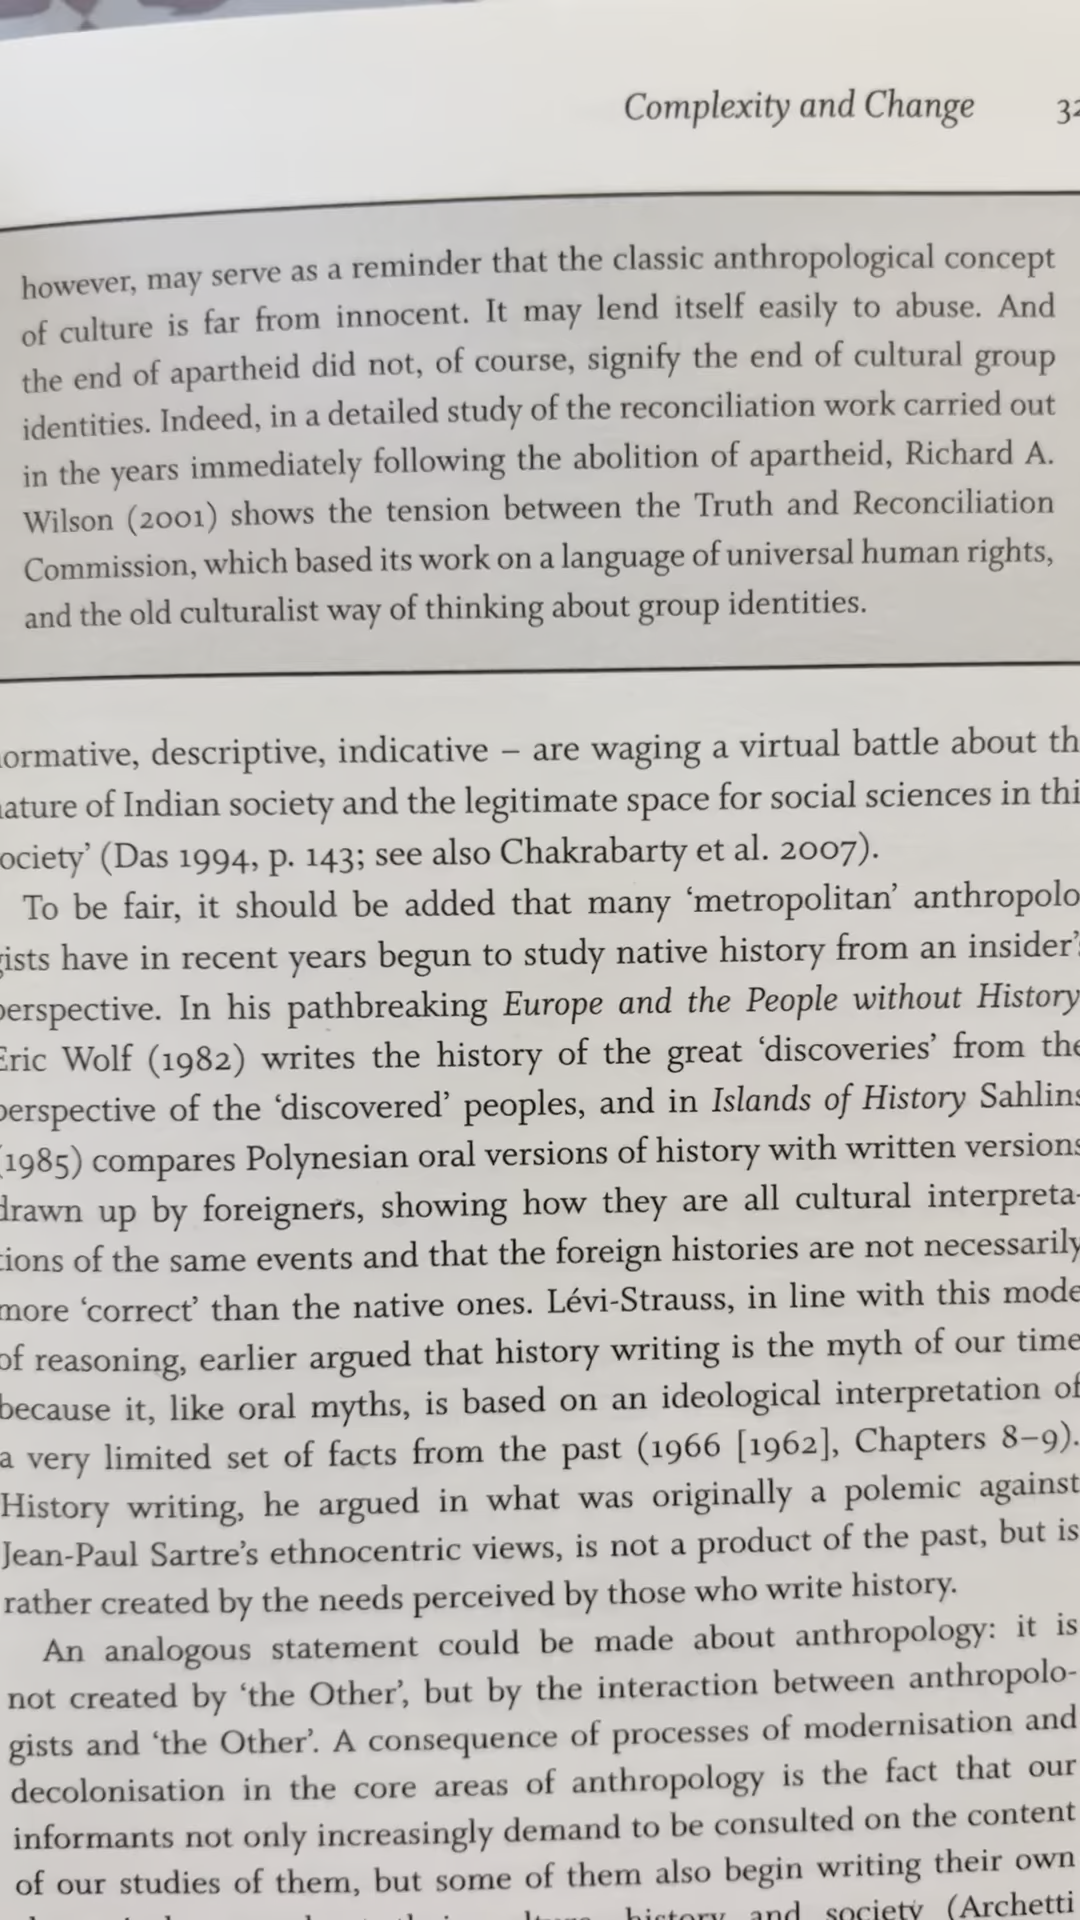 Complexity and Change 32
however, may serve as a reminder that the classic anthropological concept
of culture is far from innocent. It may lend itself easily to abuse. And
the end of apartheid did not, of course, signify the end of cultural group
identities. Indeed, in a detailed study of the reconciliation work carried out
in the years immediately following the abolition of apartheid, Richard A.
Wilson (2001) shows the tension between the Truth and Reconciliation
Commission, which based its work on a language of universal human rights,
and the old culturalist way of thinking about group identities.
ormative, descriptive, indicative – are waging a virtual battle about th
ature of Indian society and the legitimate space for social sciences in thi
ociety’ (Das 1994, p. 143; see also Chakrabarty et al. 2007).
To be fair, it should be added that many ‘metropolitan’ anthropolo
gists have in recent years begun to study native history from an insider’s
perspective. In his pathbreaking Europe and the People without History
Eric Wolf (1982) writes the history of the great ‘discoveries’ from the
perspective of the ‘discovered’ peoples, and in Islands of History Sahlins
(1985) compares Polynesian oral versions of history with written versions
drawn up by foreigners, showing how they are all cultural interpreta-
tions of the same events and that the foreign histories are not necessarily
more ‘correct’ than the native ones. Lévi-Strauss, in line with this mode
of reasoning, earlier argued that history writing is the myth of our time
because it, like oral myths, is based on an ideological interpretation of
a very limited set of facts from the past (1966 [1962], Chapters 8–9).
History writing, he argued in what was originally a polemic against
Jean-Paul Sartre’s ethnocentric views, is not a product of the past, but is
rather created by the needs perceived by those who write history.
An analogous statement could be made about anthropology: it is
not created by ‘the Other’, but by the interaction between anthropolo-
gists and ‘the Other’. A consequence of processes of modernisation and
decolonisation in the core areas of anthropology is the fact that our
informants not only increasingly demand to be consulted on the content
of our studies of them, but some of them also begin writing their own
history and society (Archetti